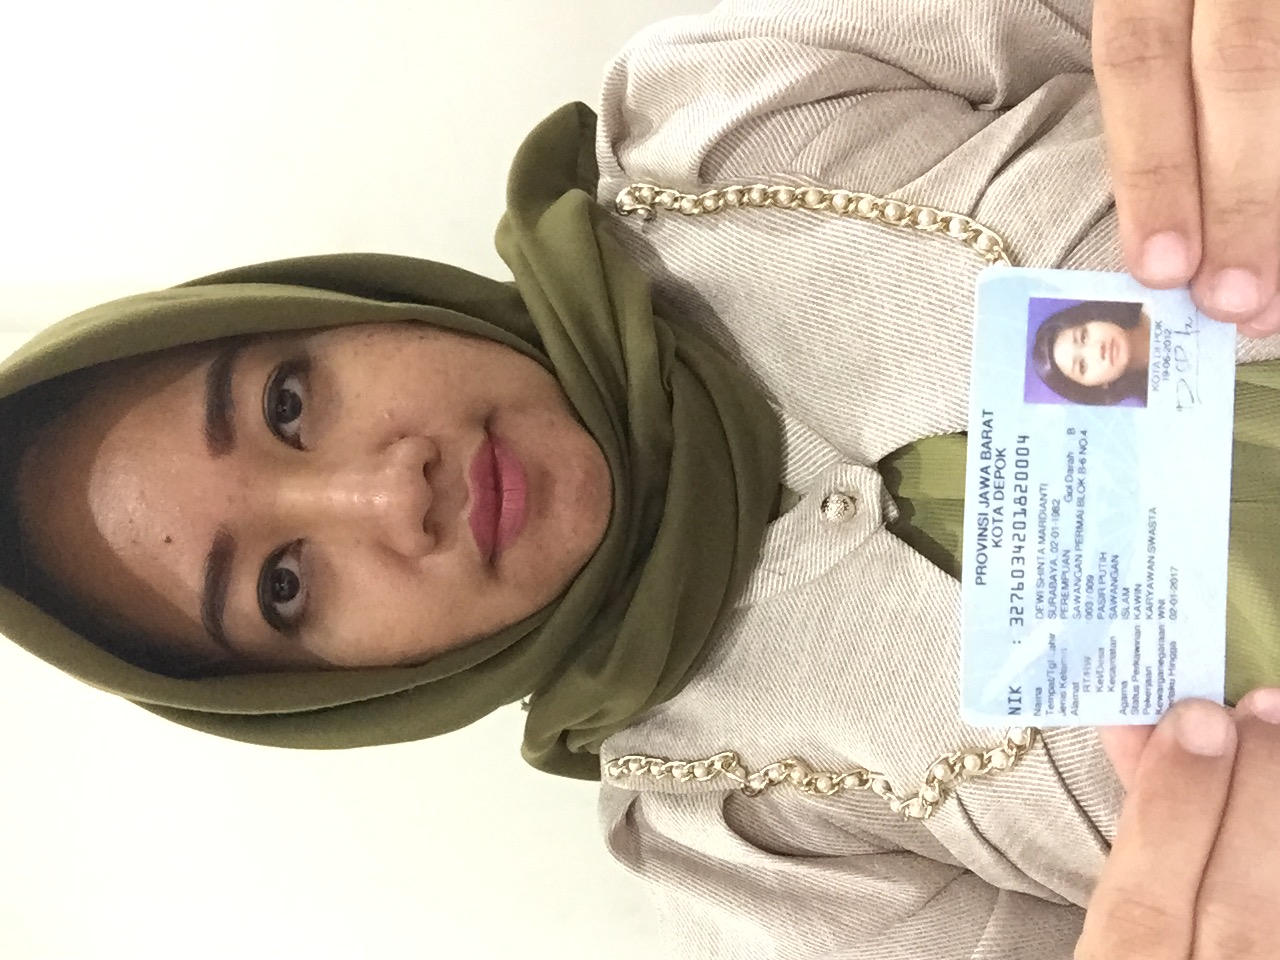 PROVINSI JAWA BARAT
KOTA DEPOK
NIK : 3276034201820004
Nama : DEWI SHINTA MARDIANTI
Tempat/Tgl Lahir : SURABAYA, 02-01-1982
Jenis Kelamin : PEREMPUAN Gol Darah : B
Alamat : SAWANGAN PERMAI BLOK B-6 NO.4
RT/RW : 003 / 009
Kel/Desa : PASIR PUTIH
Kecamatan : SAWANGAN
Agama : ISLAM
Status Perkawinan: KAWIN
Pekerjaan : KARYAWAN SWASTA
Kewarganegaraan: WNI
Berlaku Hingga : 02-01-2017
KOTA DEPOK
19-06-2012